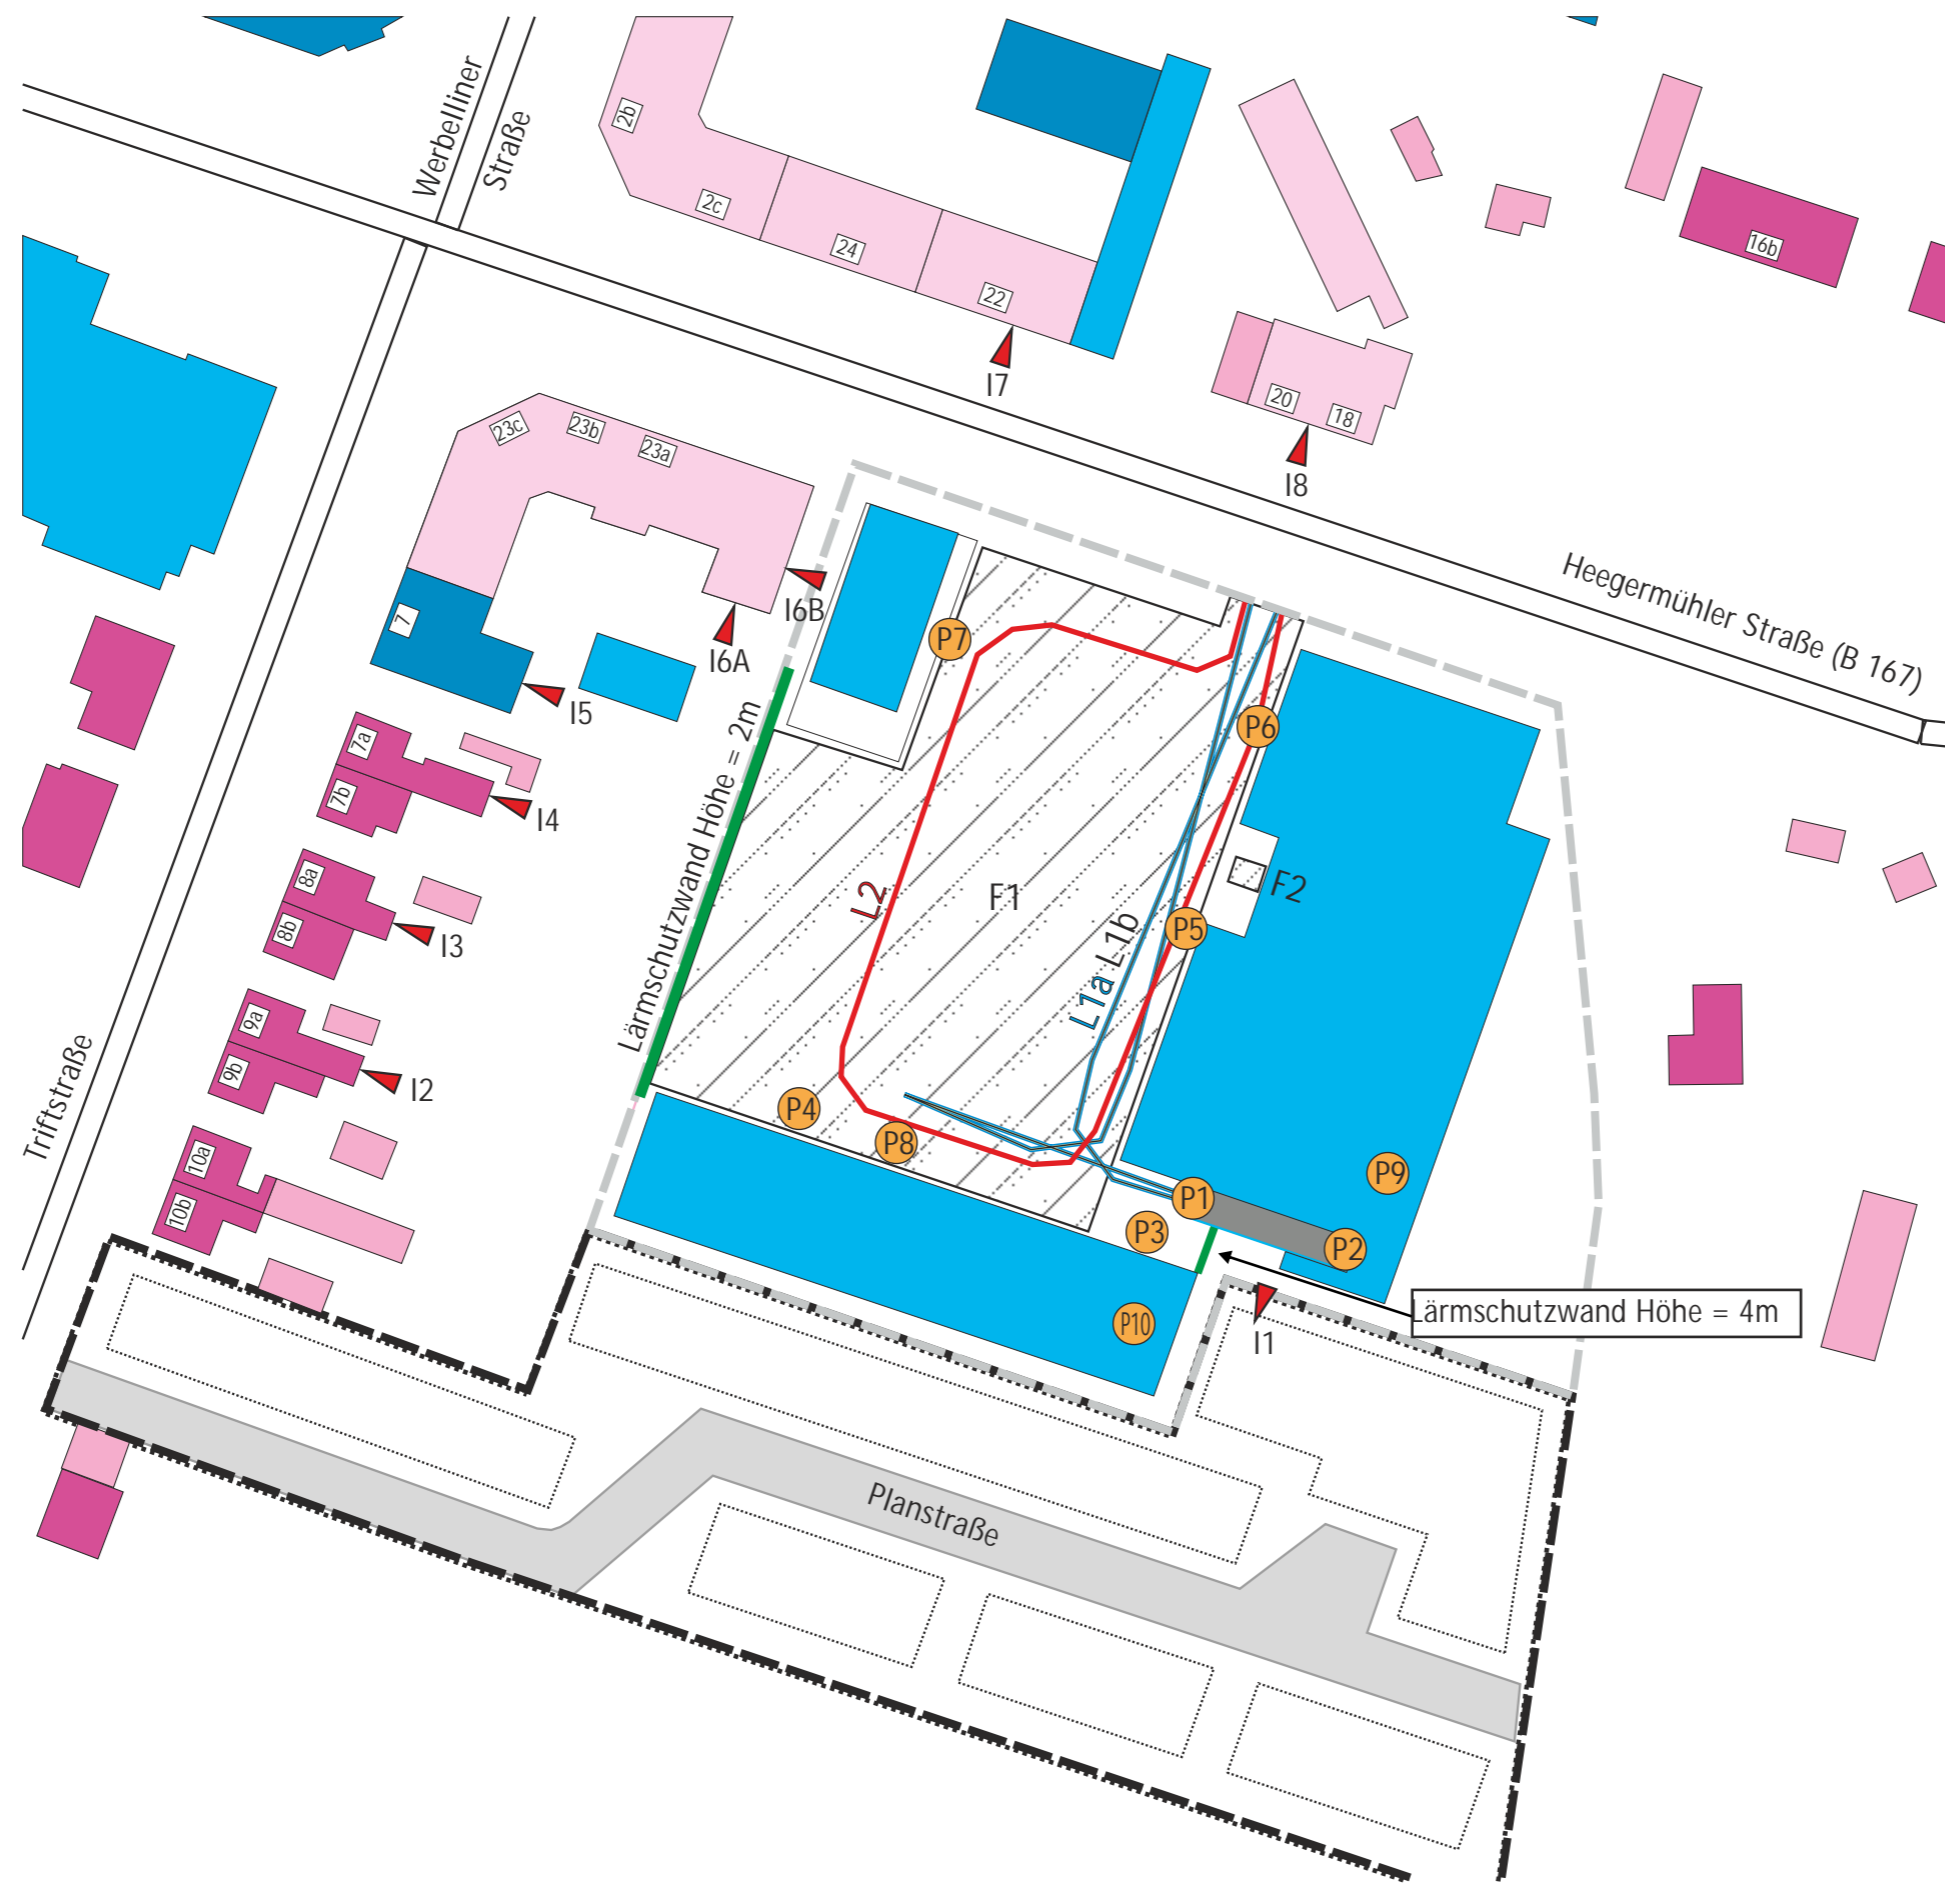 Werbelliner
Straße
2b
2c
24
22
16b
I7
20
18
I8
23c
23b
23a
Heegermühler Straße (B 167)
7
I6B
I6A
P7
I5
P6
7a
7b
I4
Lärmschutzwand Höhe = 2m
8a
8b
I3
L2
F1
F2
P5
L1a
L1b
9a
9b
I2
Triftstraße
P4
P8
10a
10b
P1
P9
P3
P2
P10
I1
Lärmschutzwand Höhe = 4m
Planstraße